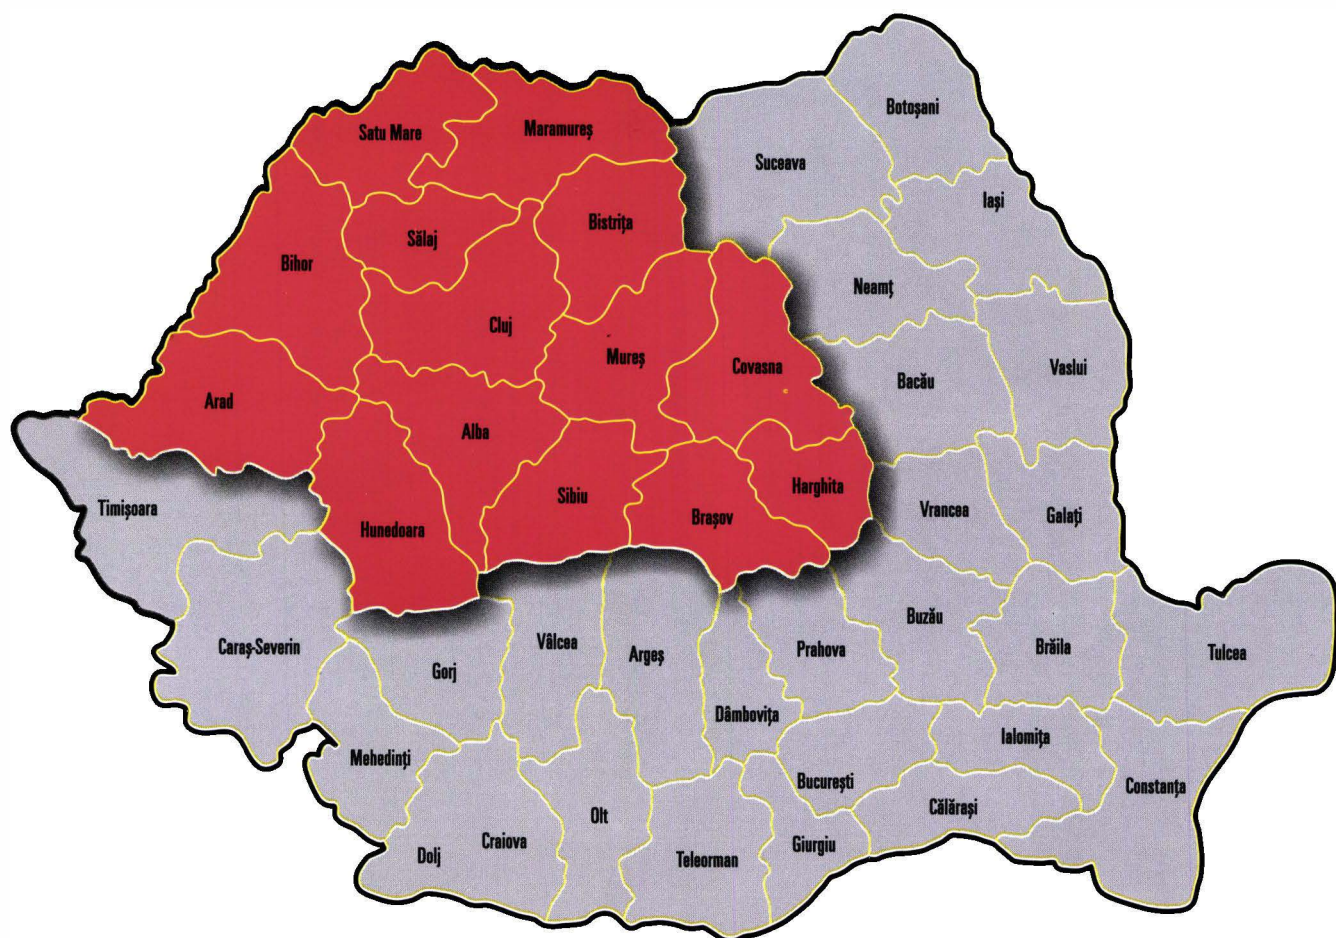 Botoșani
Satu Mare
Maramureș
Suceava
Iași
Bistrița
Sălaj
Bihor
Neamț
Cluj
Mureș
Covasna
Vaslui
Bacău
Arad
Alba
Harghita
Sibiu
Timișoara
Vrancea
Galați
Brașov
Hunedoara
Buzău
Vâlcea
Caraș-Severin
Argeș
Prahova
Brăila
Tulcea
Gorj
Dâmbovița
Ialomița
Mehedinți
București
Constanța
Călărași
Olt
Craiova
Giurgiu
Dolj
Teleorman